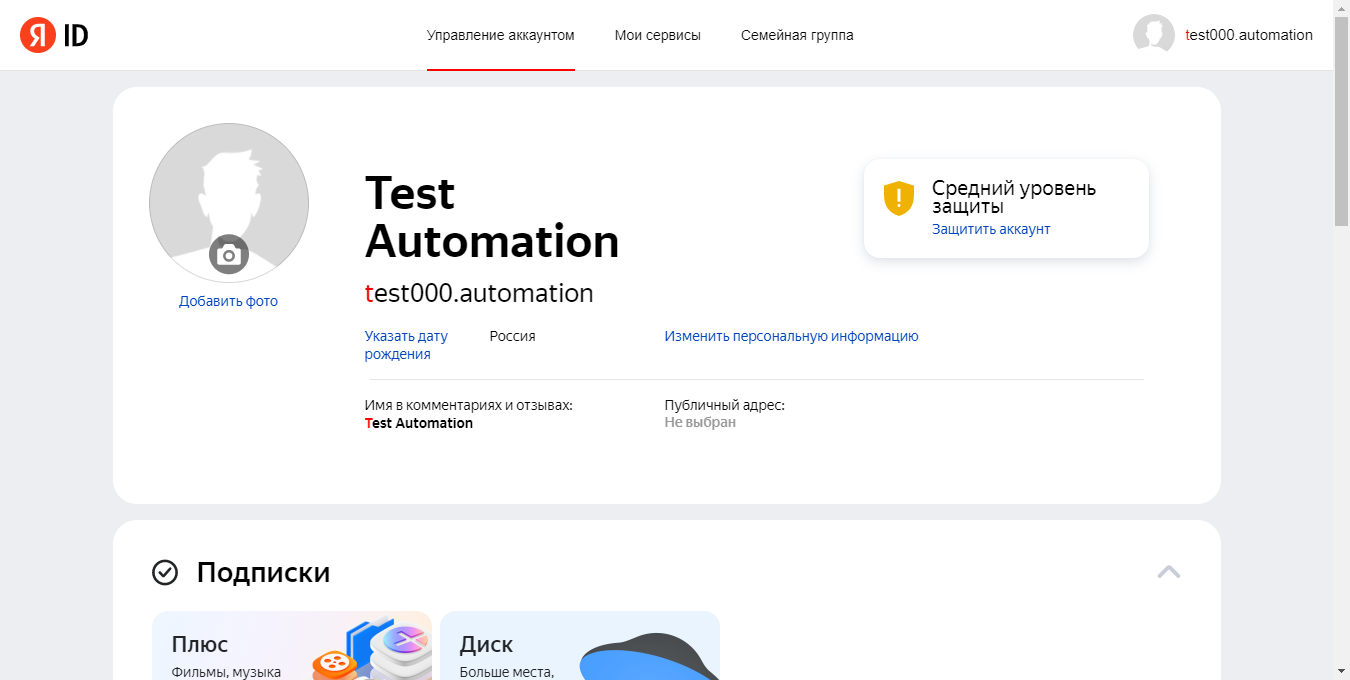 Я ID
Управление аккаунтом
Мои сервисы
Семейная группа
test000.automation
Test
Automation
test000.automation
Средний уровень
защиты
Защитить аккаунт
Добавить фото
Указать дату
рождения
Россия
Изменить персональную информацию
Имя в комментариях и отзывах:
Test Automation
Публичный адрес:
Не выбран
Подписки
Плюс
Фильмы, музыка
Диск
Больше места,